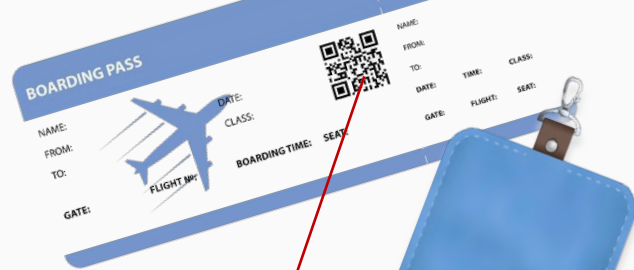 BOARDING PASS
NAME:
FROM:
TO:
GATE:
FLIGHT №:
DATE:
CLASS:
BOARDING TIME: SEAT:
NAME:
FROM:
TO:
DATE: TIME: CLASS:
GATE: FLIGHT: SEAT: